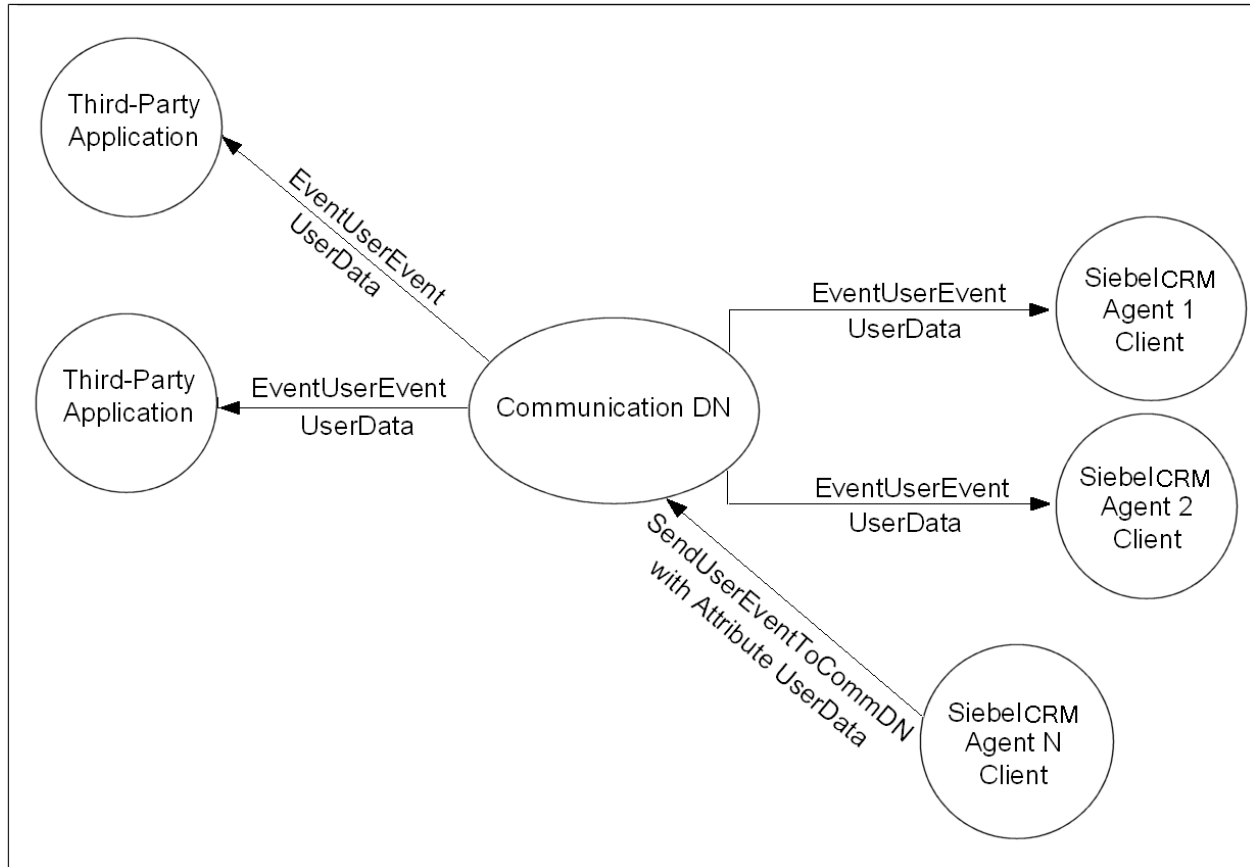 Third-Party
Application
EventUserEvent
UserData
Third-Party
Application
EventUserEvent
UserData
Communication DN
EventUserEvent
UserData
SiebelCRM
Agent 1
Client
EventUserEvent
UserData
SiebelCRM
Agent 2
Client
SendUserEventToCommDN
with Attribute UserData
SiebelCRM
Agent N
Client